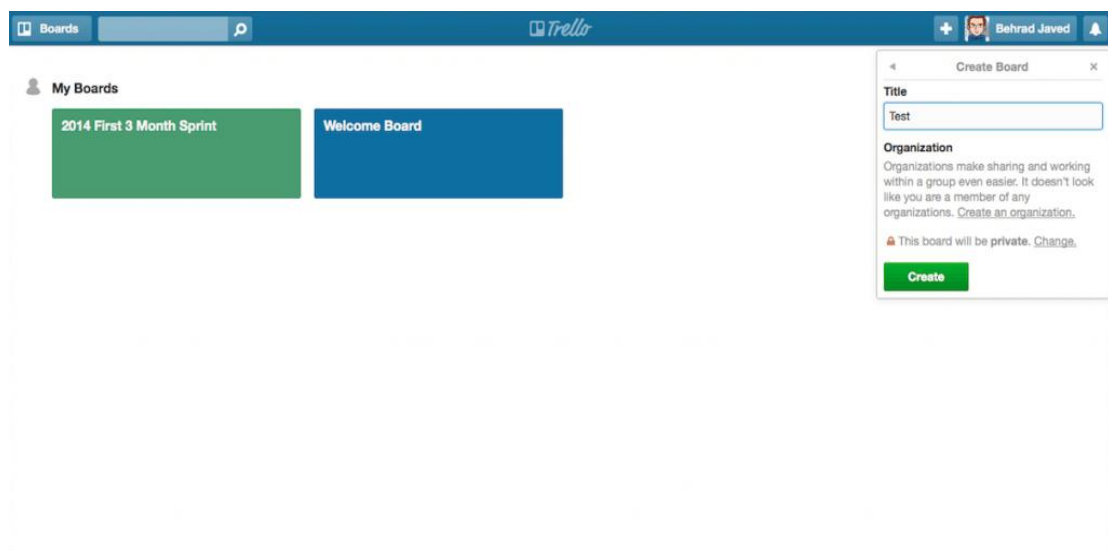 Boards
Trello
Behrad Javed
Create Board
My Boards
2014 First 3 Month Sprint
Welcome Board
Title
Test
Organization
Organizations make sharing and working
within a group even easier. It doesn't look
like you are a member of any
organizations. Create an organization.
This board will be private. Change.
Create